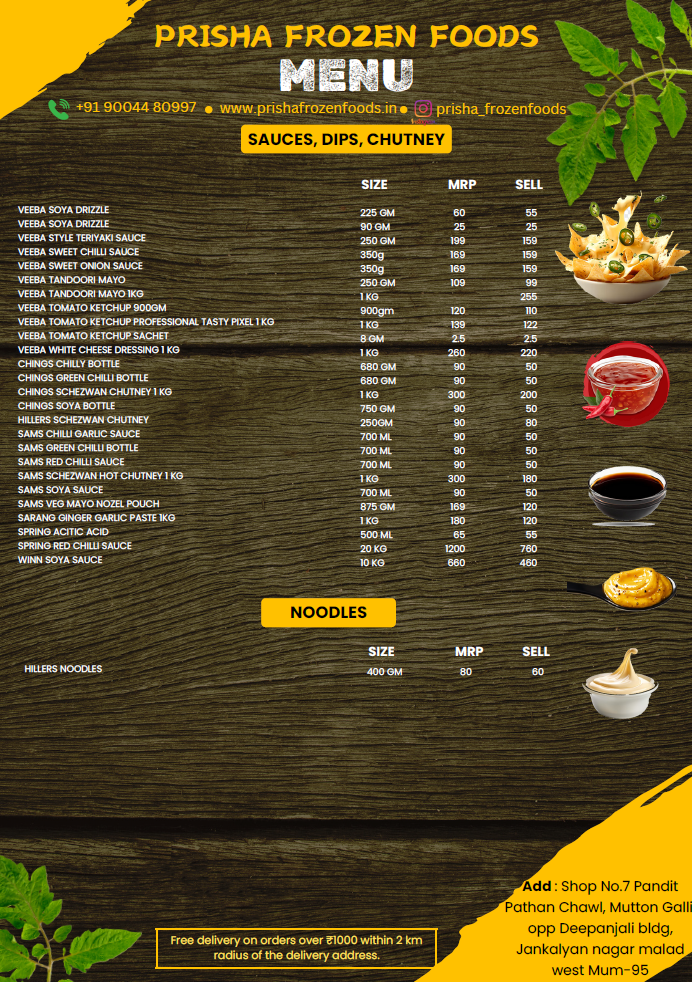 PRISHA FROZEN FOODS
MENU
+91 90044 80997 ● www.prishafrozenfoods.in ● prisha_frozenfoods
SAUCES, DIPS, CHUTNEY
SIZE MRP SELL
VEEBA SOYA DRIZZLE 225 GM 60 55
VEEBA SOYA DRIZZLE 90 GM 25 25
VEEBA STYLE TERIYAKI SAUCE 250 GM 199 159
VEEBA SWEET CHILLI SAUCE 350g 169 159
VEEBA SWEET ONION SAUCE 350g 169 159
VEEBA TANDOORI MAYO 250 GM 109 99
VEEBA TANDOORI MAYO 1KG 1 KG 255
VEEBA TOMATO KETCHUP 900GM 900gm 120 110
VEEBA TOMATO KETCHUP PROFESSIONAL TASTY PIXEL 1 KG 1 KG 139 122
VEEBA TOMATO KETCHUP SACHET 8 GM 2.5 2.5
VEEBA WHITE CHEESE DRESSING 1 KG 1 KG 260 220
CHINGS CHILLY BOTTLE 680 GM 90 50
CHINGS GREEN CHILLI BOTTLE 680 GM 90 50
CHINGS SCHEZWAN CHUTNEY 1 KG 1 KG 300 200
CHINGS SOYA BOTTLE 750 GM 90 50
HILLERS SCHEZWAN CHUTNEY 250GM 90 80
SAMS CHILLI GARLIC SAUCE 700 ML 90 50
SAMS GREEN CHILLI BOTTLE 700 ML 90 50
SAMS RED CHILLI SAUCE 700 ML 90 50
SAMS SCHEZWAN HOT CHUTNEY 1 KG 1 KG 300 180
SAMS SOYA SAUCE 700 ML 90 50
SAMS VEG MAYO NOZEL POUCH 875 GM 169 120
SARANG GINGER GARLIC PASTE 1KG 1 KG 180 120
SPRING ACITIC ACID 500 ML 65 55
SPRING RED CHILLI SAUCE 20 KG 1200 760
WINN SOYA SAUCE 10 KG 660 460
NOODLES
SIZE MRP SELL
HILLERS NOODLES 400 GM 80 60
Free delivery on orders over ₹1000 within 2 km
radius of the delivery address.
Add : Shop No.7 Pandit
Pathan Chawl, Mutton Galli
opp Deepanjali bldg,
Jankalyan nagar malad
west Mum-95